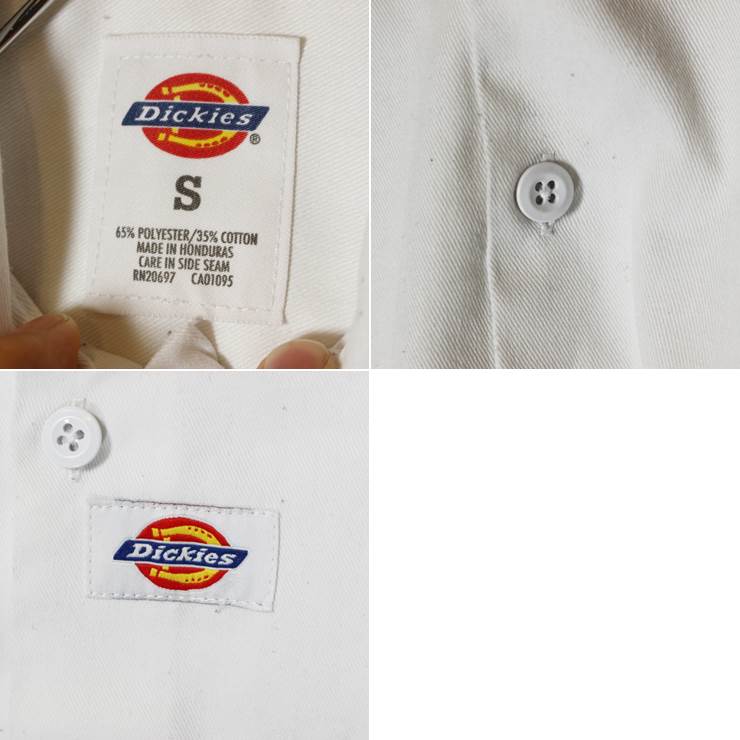 Dickies
®
S
65% POLYESTER/35% COTTON
MADE IN HONDURAS
CARE IN SIDE SEAM
RN20697 CA01095
Dickies